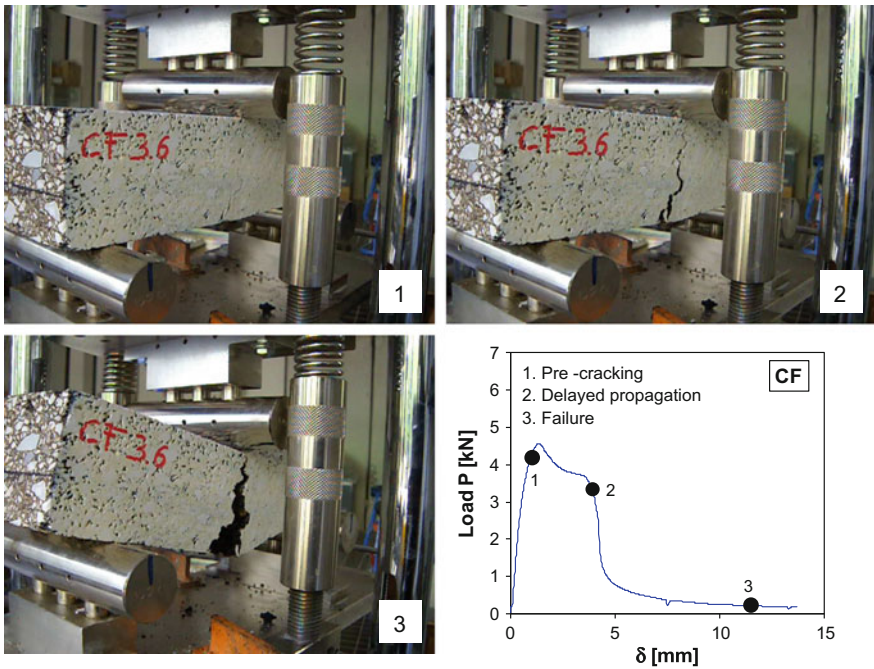 CF 3.6
1
CF 3.6
2
CF 3.6
3
7
6
5
4
3
2
1
0
Load P [kN]
1. Pre -cracking
2. Delayed propagation
3. Failure
CF
1
2
3
0
5
10
15
δ [mm]